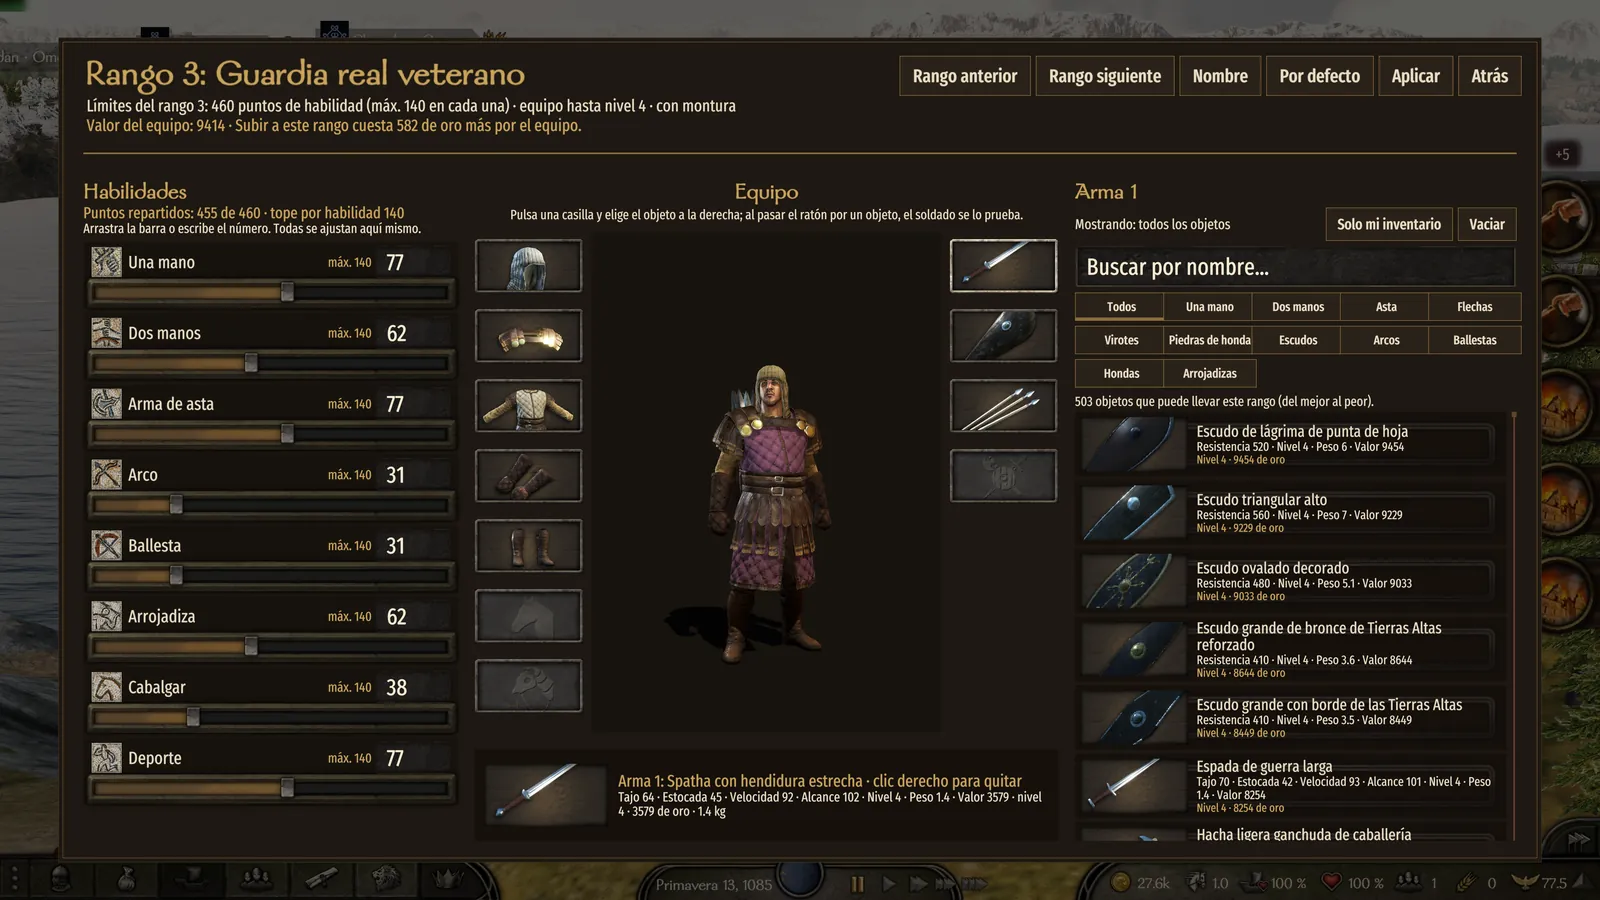 Rango 3: Guardia real veterano
Límites del rango 3: 460 puntos de habilidad (máx. 140 en cada una) · equipo hasta nivel 4 · con montura
Valor del equipo: 9414 · Subir a este rango cuesta 582 de oro más por el equipo.
Rango anterior
Rango siguiente
Nombre
Por defecto
Aplicar
Atrás
+5
Habilidades
Puntos repartidos: 455 de 460 · tope por habilidad 140
Arrastra la barra o escribe el número. Todas se ajustan aquí mismo.
Una mano máx. 140 77
Dos manos máx. 140 62
Arma de asta máx. 140 77
Arco máx. 140 31
Ballesta máx. 140 31
Arrojadiza máx. 140 62
Cabalgar máx. 140 38
Deporte máx. 140 77
Equipo
Pulsa una casilla y elige el objeto a la derecha; al pasar el ratón por un objeto, el soldado se lo prueba.
Arma 1: Spatha con hendidura estrecha · clic derecho para quitar
Tajo 64 · Estocada 45 · Velocidad 92 · Alcance 102 · Nivel 4 · Peso 1.4 · Valor 3579 · nivel
4 · 3579 de oro · 1.4 kg
Arma 1
Mostrando: todos los objetos
Solo mi inventario
Vaciar
Buscar por nombre...
Todos Una mano Dos manos Asta Flechas
Virotes Piedras de honda Escudos Arcos Ballestas
Hondas Arrojadizas
503 objetos que puede llevar este rango (del mejor al peor).
Escudo de lágrima de punta de hoja
Resistencia 520 · Nivel 4 · Peso 6 · Valor 9454
Nivel 4 · 9454 de oro
Escudo triangular alto
Resistencia 560 · Nivel 4 · Peso 7 · Valor 9229
Nivel 4 · 9229 de oro
Escudo ovalado decorado
Resistencia 480 · Nivel 4 · Peso 5.1 · Valor 9033
Nivel 4 · 9033 de oro
Escudo grande de bronce de Tierras Altas
reforzado
Resistencia 410 · Nivel 4 · Peso 3.6 · Valor 8644
Nivel 4 · 8644 de oro
Escudo grande con borde de las Tierras Altas
Resistencia 410 · Nivel 4 · Peso 3.5 · Valor 8449
Nivel 4 · 8449 de oro
Espada de guerra larga
Tajo 70 · Estocada 42 · Velocidad 93 · Alcance 101 · Nivel 4 · Peso
1.4 · Valor 8254
Nivel 4 · 8254 de oro
Hacha ligera ganchuda de caballería
Primavera 13, 1085
27.6k 1.0 100 % 100 % 1 0 77.5